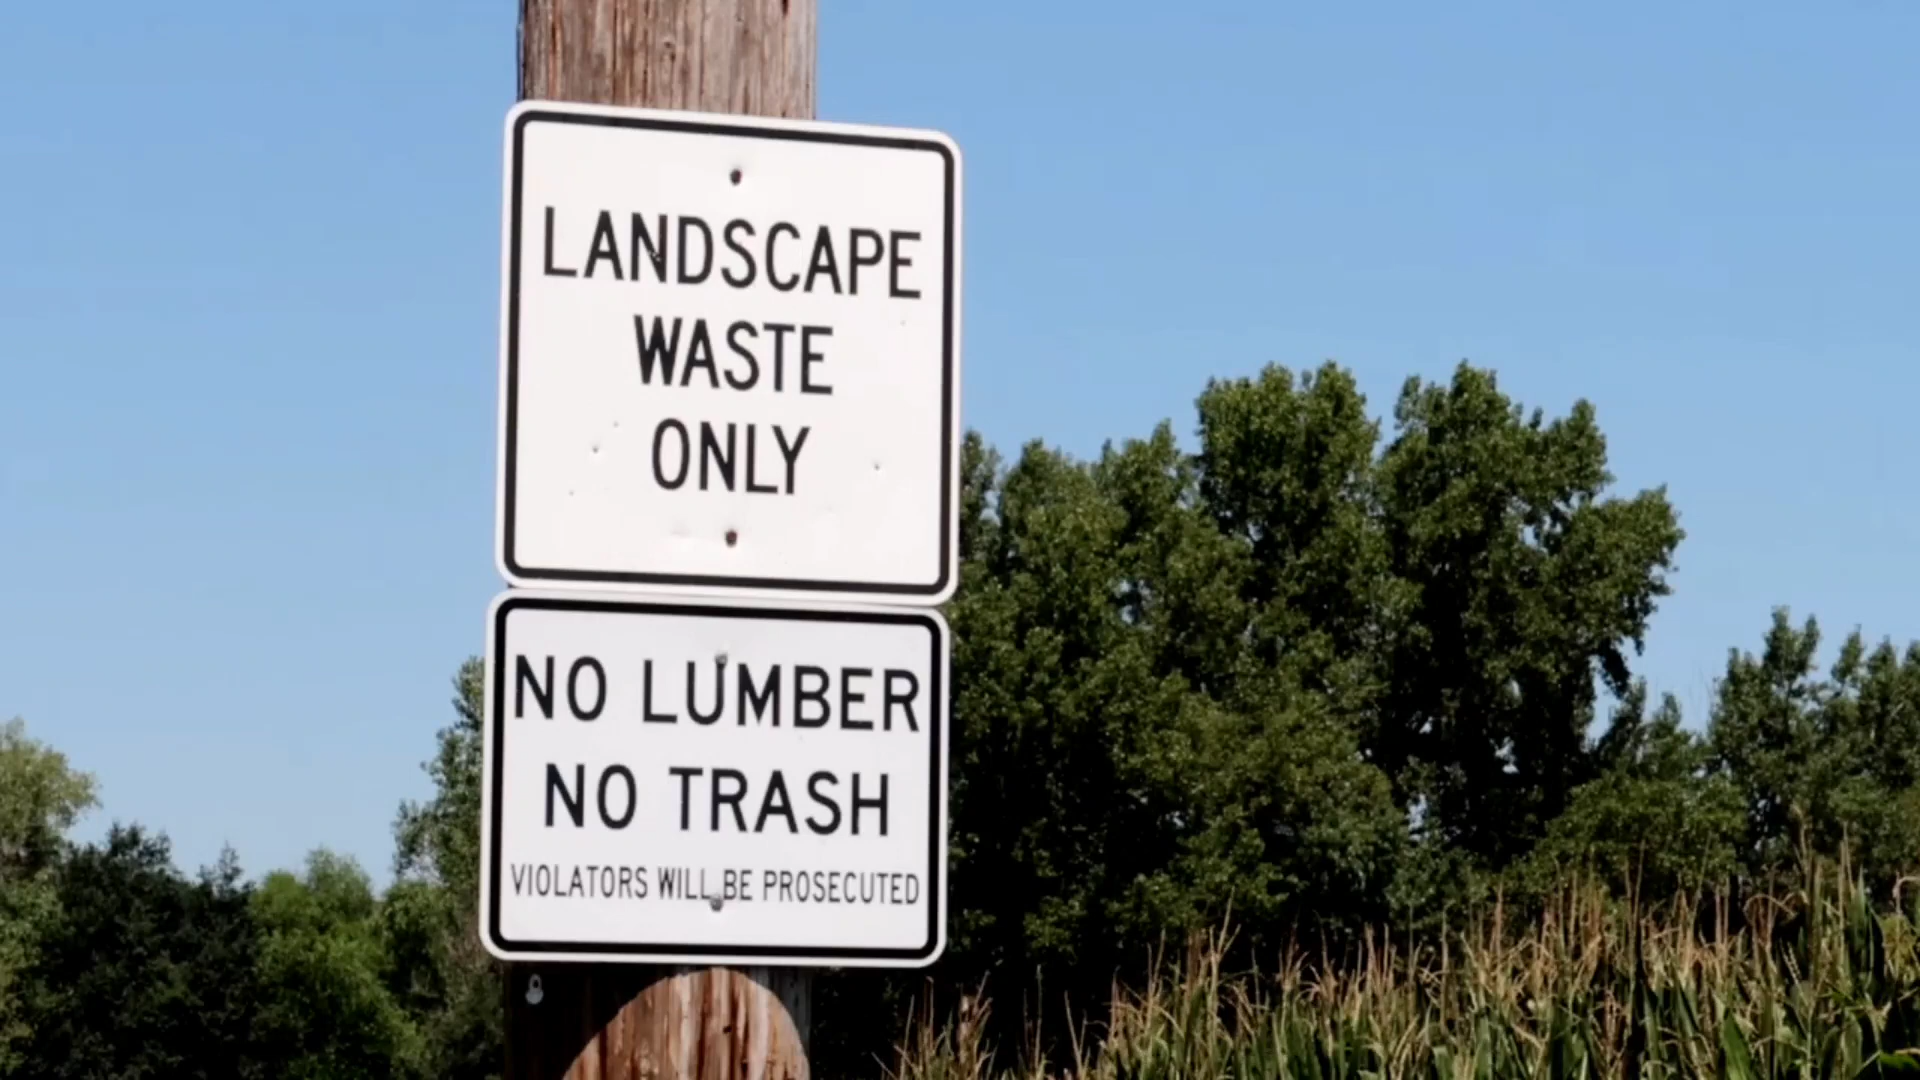 LANDSCAPE
WASTE
ONLY
NO LUMBER
NO TRASH
VIOLATORS WILL BE PROSECUTED